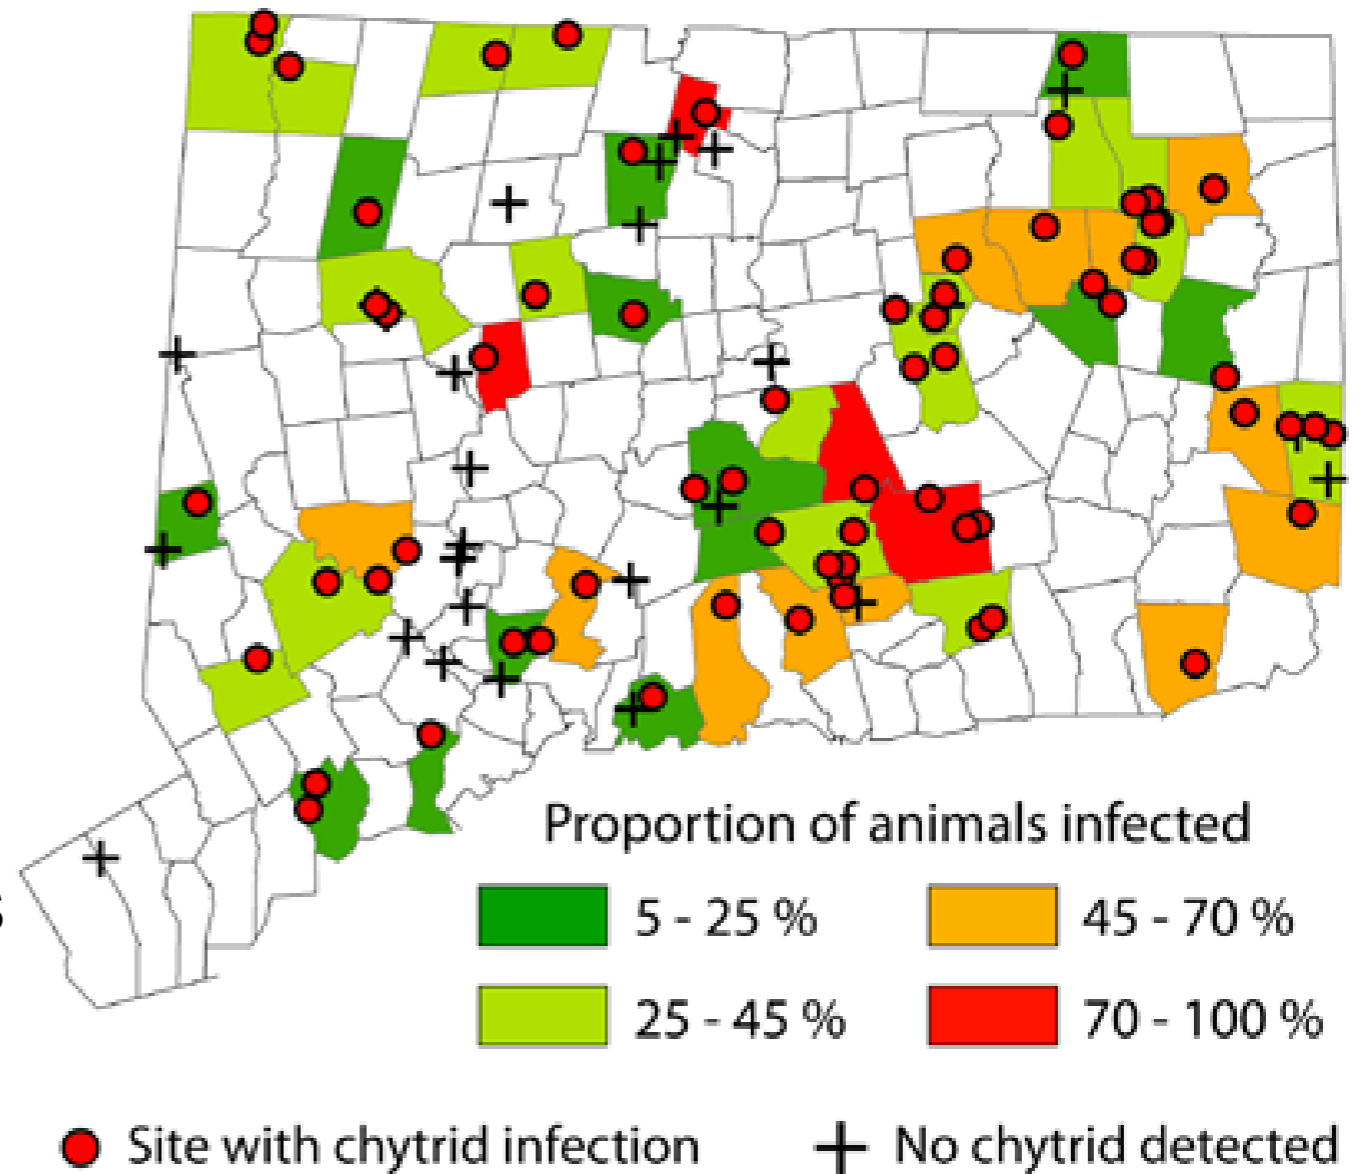 Proportion of animals infected
5 - 25 %
45 - 70 %
25 - 45 %
70 - 100 %
Site with chytrid infection
No chytrid detected